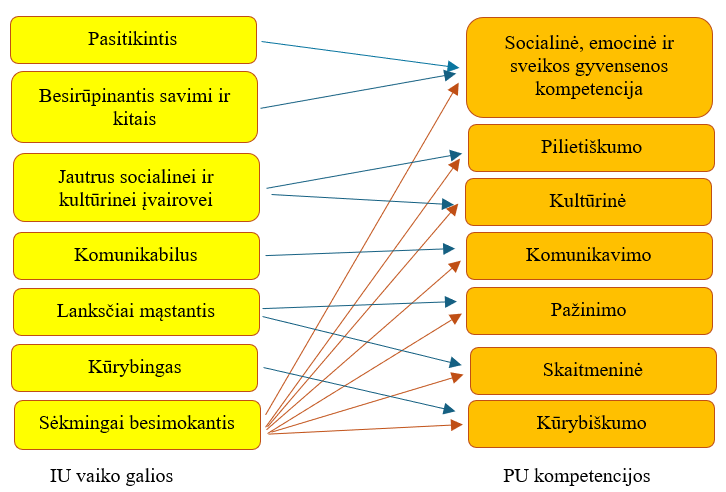 Pasitikintis
Besirūpinantis savimi ir
kitais
Jautrus socialinei ir
kultūrinei įvairovei
Komunikabilus
Lanksčiai mąstantis
Kūrybingas
Sėkmingai besimokantis
IU vaiko galios
Socialinė, emocinė ir
sveikos gyvensenos
kompetencija
Pilietiškumo
Kultūrinė
Komunikavimo
Pažinimo
Skaitmeninė
Kūrybiškumo
PU kompetencijos